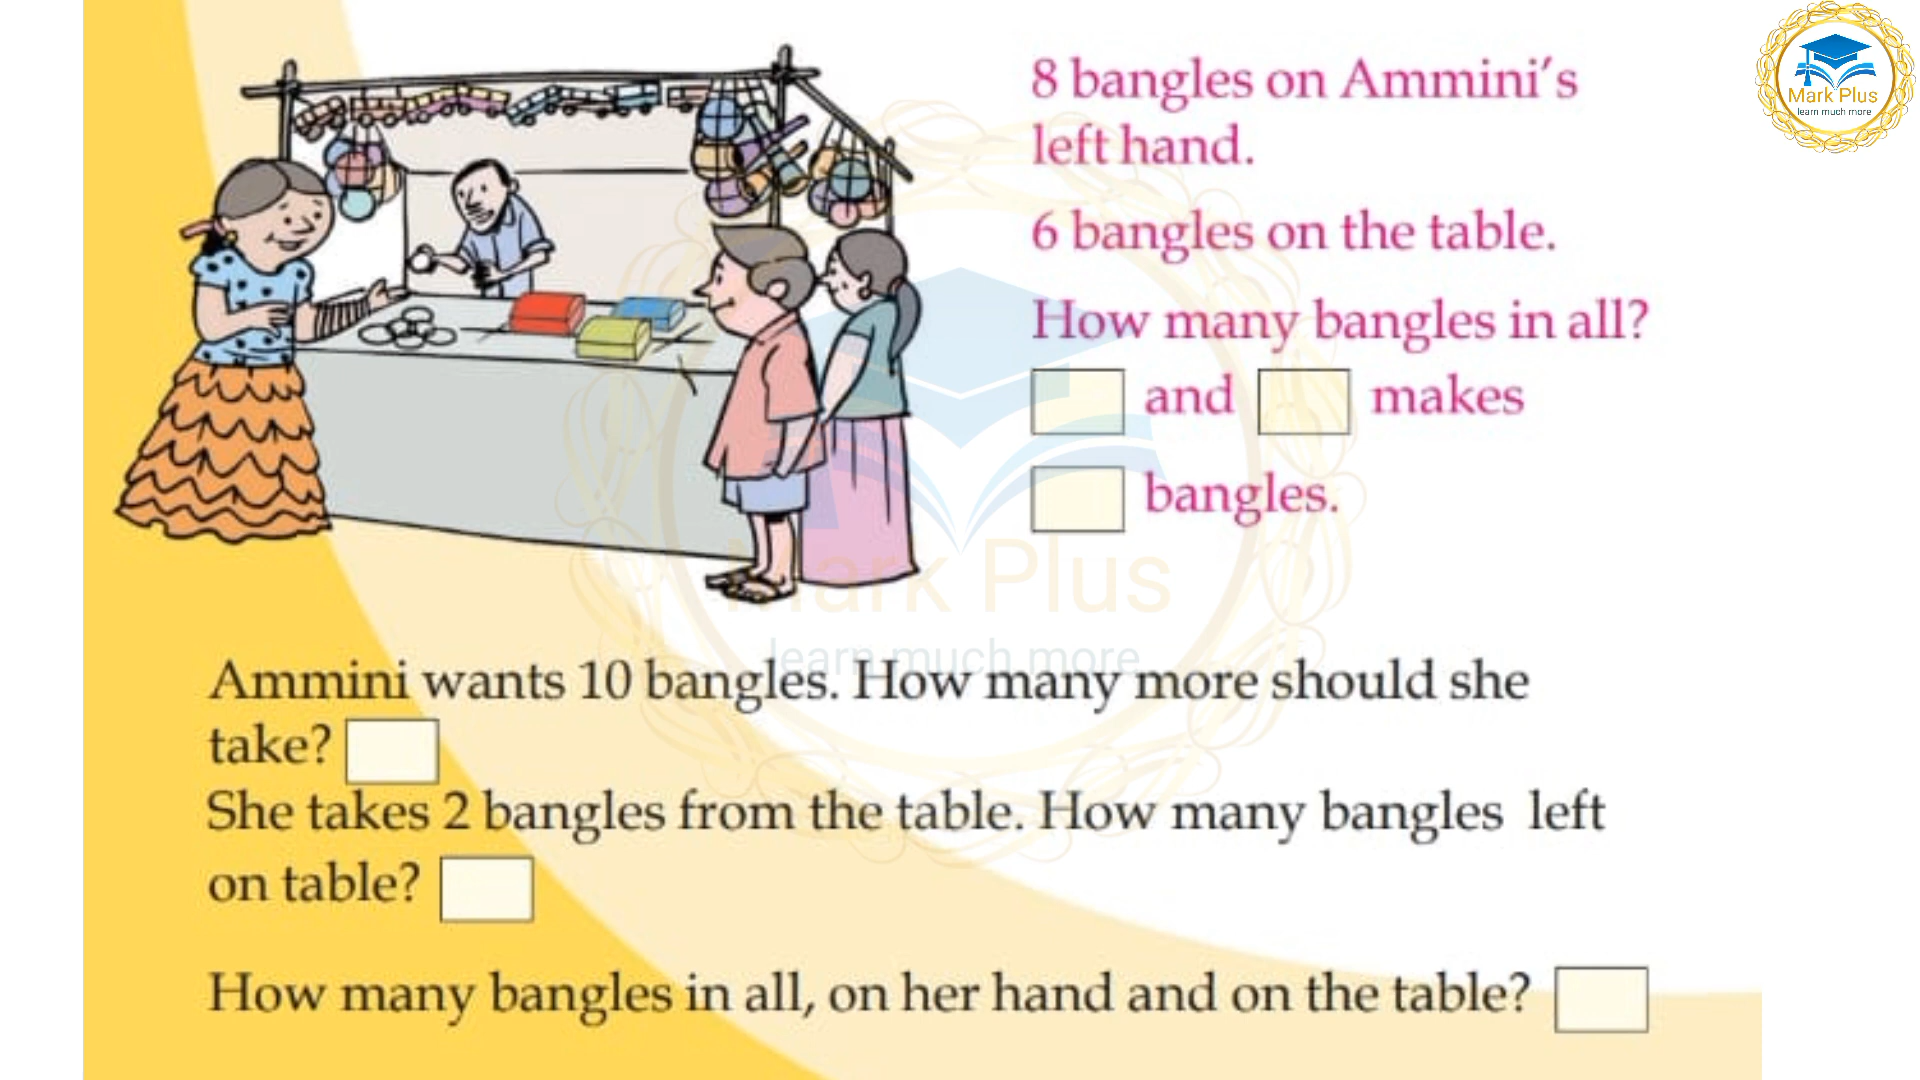 8 bangles on Ammini's
left hand.
6 bangles on the table.
How many bangles in all?
and makes
bangles.
Mark Plus
learn much more
Mark Plus
learn much more
Ammini wants 10 bangles. How many more should she
take?
She takes 2 bangles from the table. How many bangles left
on table?
How many bangles in all, on her hand and on the table?